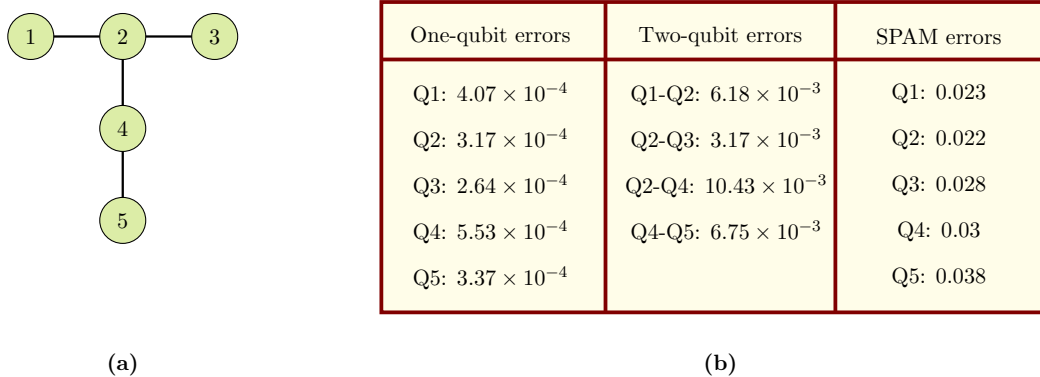 1 2 3
4
5
(a)
One-qubit errors Two-qubit errors SPAM errors
Q1: 4.07 × 10⁻⁴ Q1-Q2: 6.18 × 10⁻³ Q1: 0.023
Q2: 3.17 × 10⁻⁴ Q2-Q3: 3.17 × 10⁻³ Q2: 0.022
Q3: 2.64 × 10⁻⁴ Q2-Q4: 10.43 × 10⁻³ Q3: 0.028
Q4: 5.53 × 10⁻⁴ Q4-Q5: 6.75 × 10⁻³ Q4: 0.03
Q5: 3.37 × 10⁻⁴ Q5: 0.038
(b)